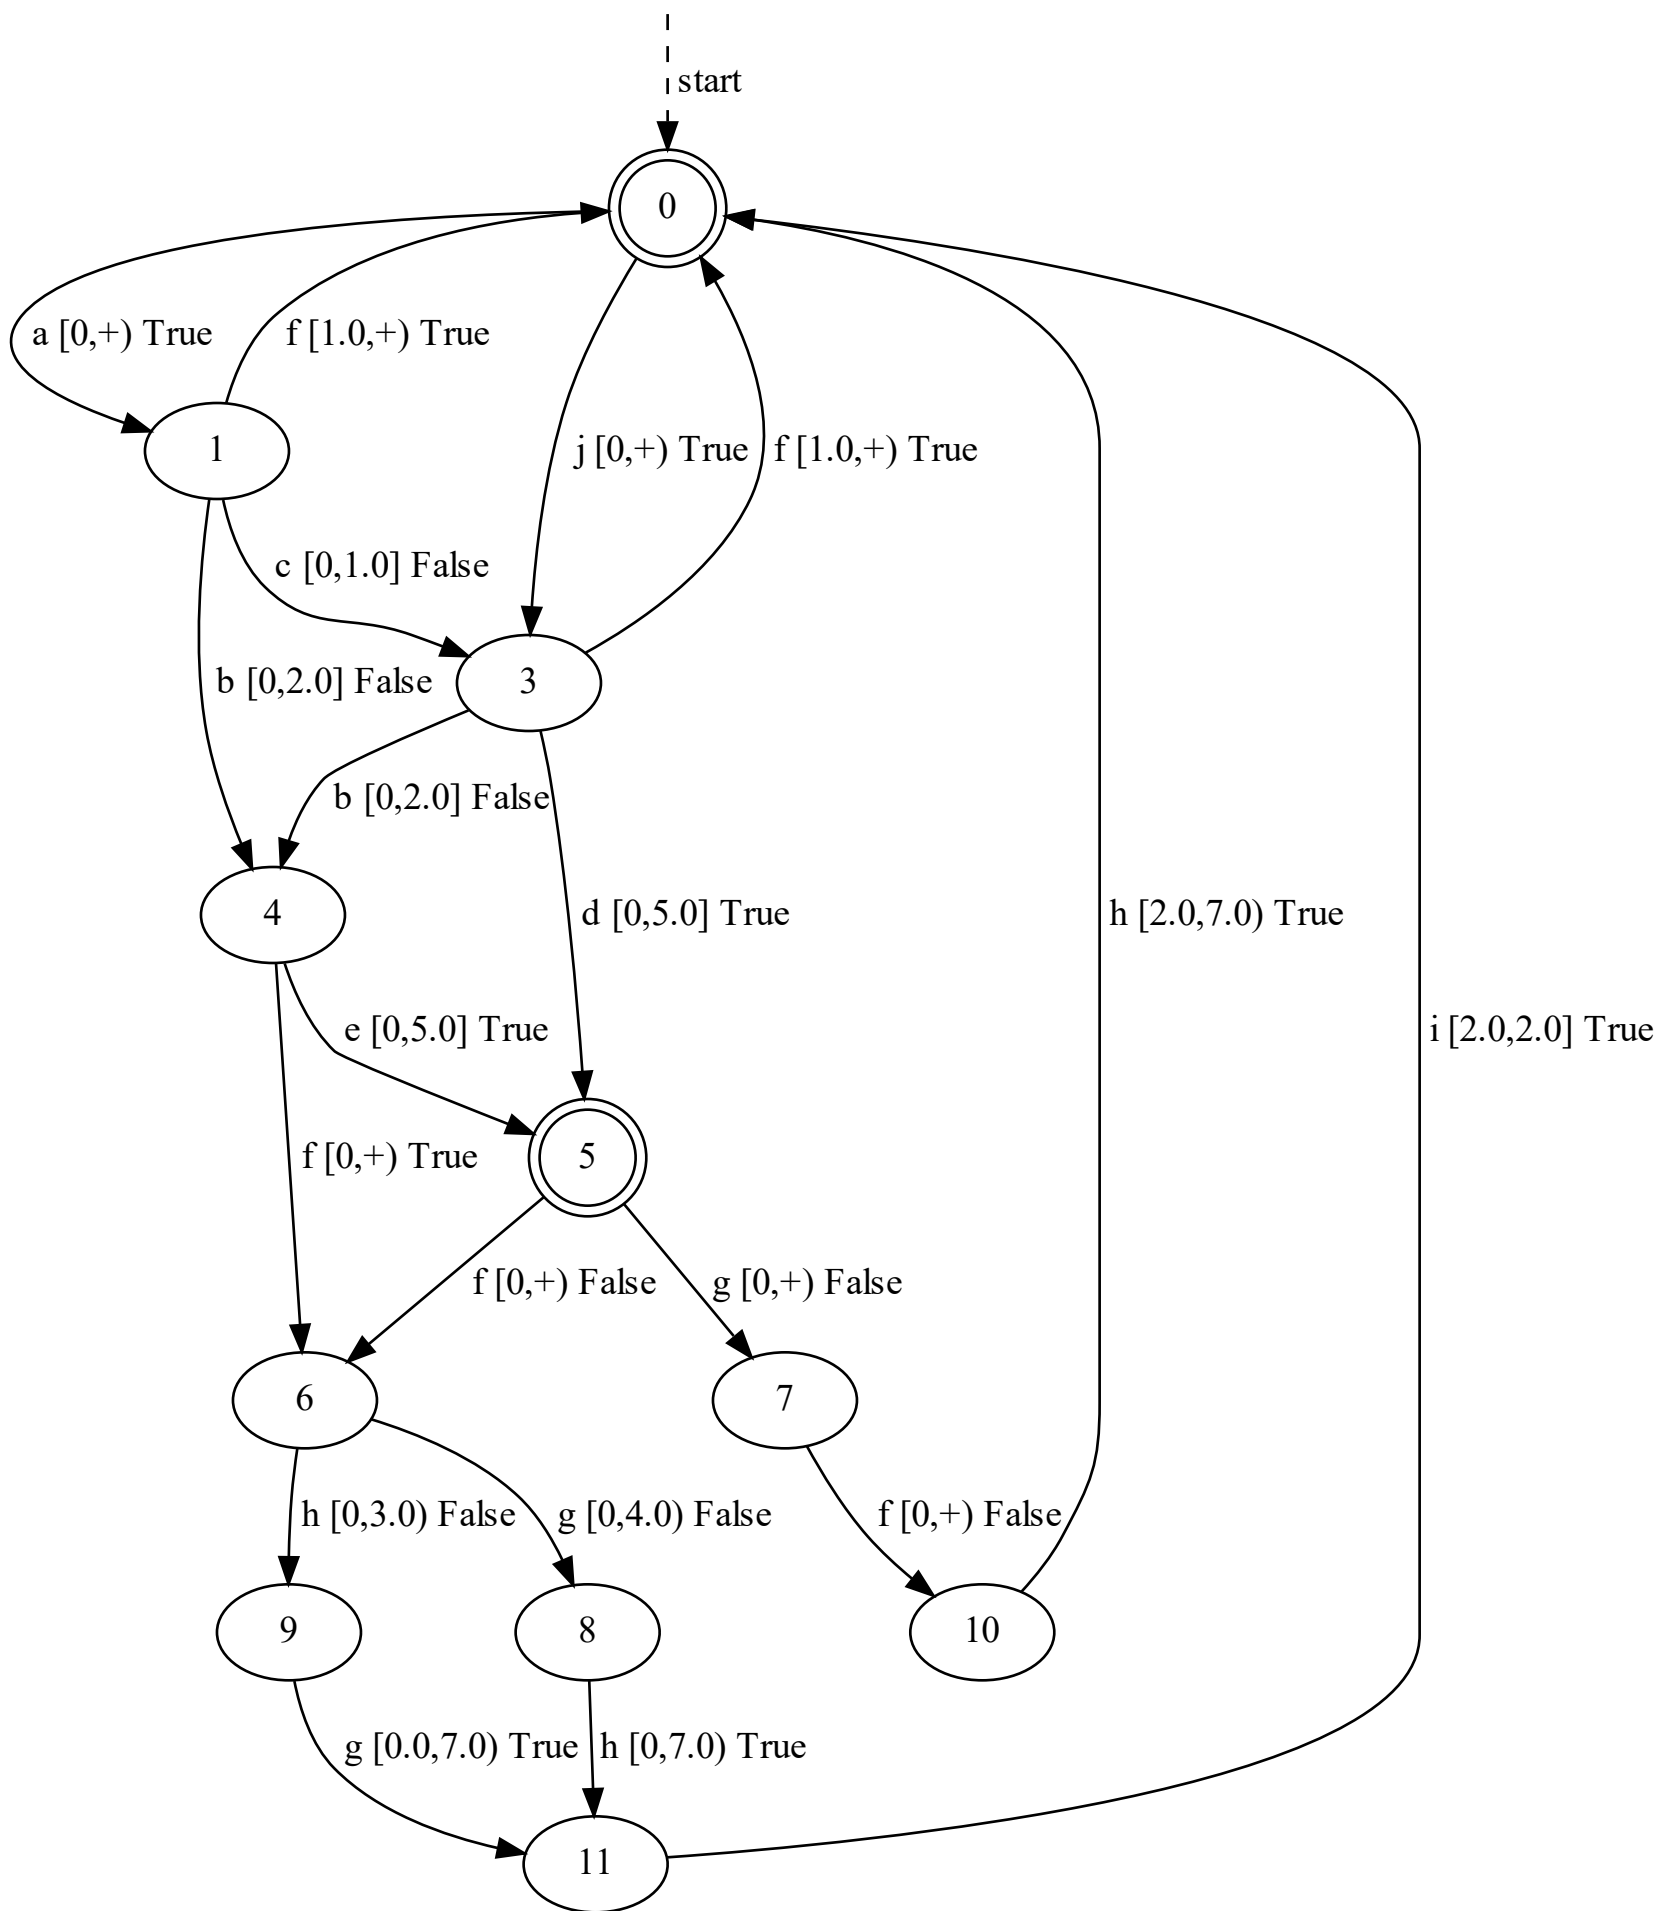 start
0
a [0,+) True
f [1.0,+) True
1
j [0,+) True
f [1.0,+) True
c [0,1.0] False
b [0,2.0] False
3
b [0,2.0] False
4
d [0,5.0] True
h [2.0,7.0) True
e [0,5.0] True
i [2.0,2.0] True
f [0,+) True
5
f [0,+) False
g [0,+) False
6
7
h [0,3.0) False
g [0,4.0) False
f [0,+) False
9
8
10
g [0.0,7.0) True
h [0,7.0) True
11